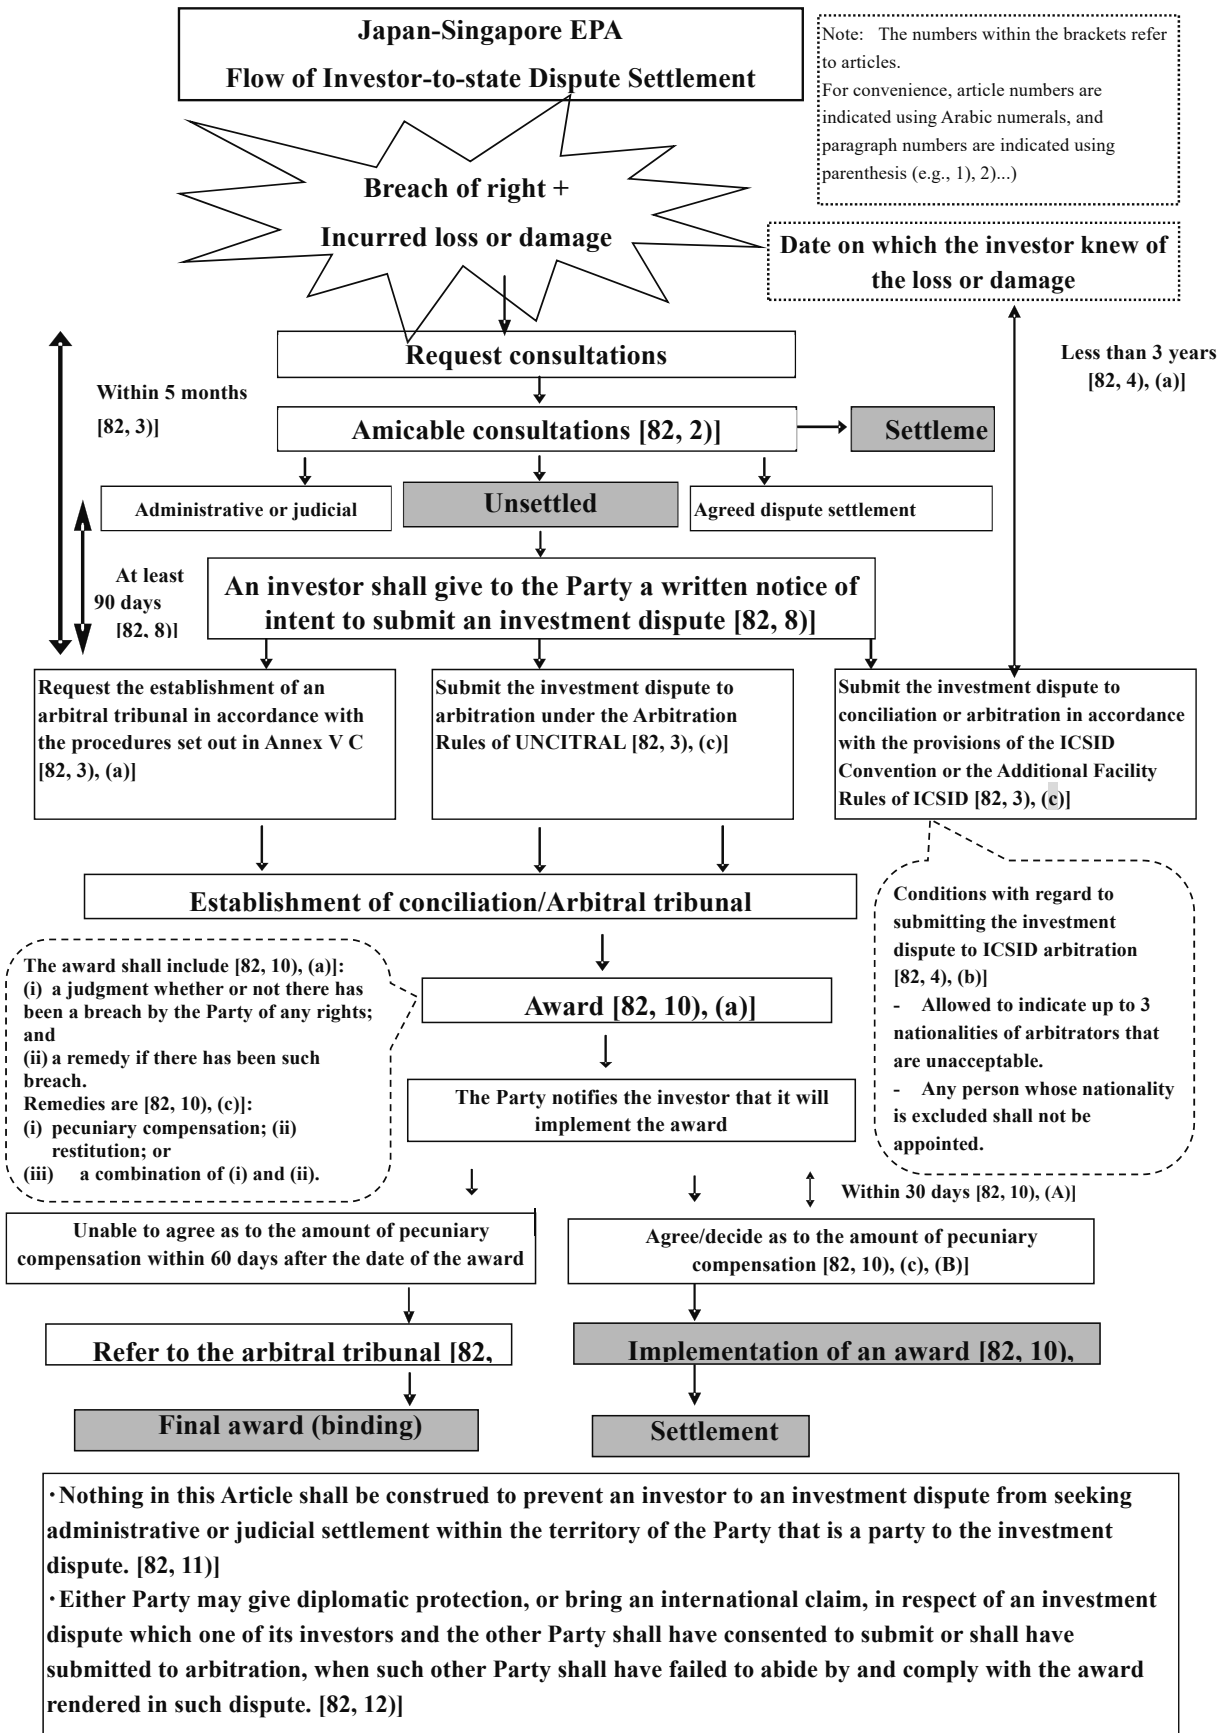 Japan-Singapore EPA
Flow of Investor-to-state Dispute Settlement
Note: The numbers within the brackets refer
to articles.
For convenience, article numbers are
indicated using Arabic numerals, and
paragraph numbers are indicated using
parenthesis (e.g., 1), 2)...)
Breach of right +
Incurred loss or damage
Date on which the investor knew of
the loss or damage
Request consultations
Less than 3 years
[82, 4), (a)]
Within 5 months
[82, 3)]
Amicable consultations [82, 2)]
Settleme
Administrative or judicial
Unsettled
Agreed dispute settlement
At least
90 days
[82, 8)]
An investor shall give to the Party a written notice of
intent to submit an investment dispute [82, 8)]
Request the establishment of an
arbitral tribunal in accordance with
the procedures set out in Annex V C
[82, 3), (a)]
Submit the investment dispute to
arbitration under the Arbitration
Rules of UNCITRAL [82, 3), (c)]
Submit the investment dispute to
conciliation or arbitration in accordance
with the provisions of the ICSID
Convention or the Additional Facility
Rules of ICSID [82, 3), (c)]
Establishment of conciliation/Arbitral tribunal
Conditions with regard to
submitting the investment
dispute to ICSID arbitration
[82, 4), (b)]
- Allowed to indicate up to 3
nationalities of arbitrators that
are unacceptable.
- Any person whose nationality
is excluded shall not be
appointed.
The award shall include [82, 10), (a)]:
(i) a judgment whether or not there has
been a breach by the Party of any rights;
and
(ii) a remedy if there has been such
breach.
Remedies are [82, 10), (c)]:
(i) pecuniary compensation; (ii)
restitution; or
(iii) a combination of (i) and (ii).
Award [82, 10), (a)]
The Party notifies the investor that it will
implement the award
Within 30 days [82, 10), (A)]
Unable to agree as to the amount of pecuniary
compensation within 60 days after the date of the award
Agree/decide as to the amount of pecuniary
compensation [82, 10), (c), (B)]
Refer to the arbitral tribunal [82,
Implementation of an award [82, 10),
Final award (binding)
Settlement
・Nothing in this Article shall be construed to prevent an investor to an investment dispute from seeking
administrative or judicial settlement within the territory of the Party that is a party to the investment
dispute. [82, 11)]
・Either Party may give diplomatic protection, or bring an international claim, in respect of an investment
dispute which one of its investors and the other Party shall have consented to submit or shall have
submitted to arbitration, when such other Party shall have failed to abide by and comply with the award
rendered in such dispute. [82, 12)]